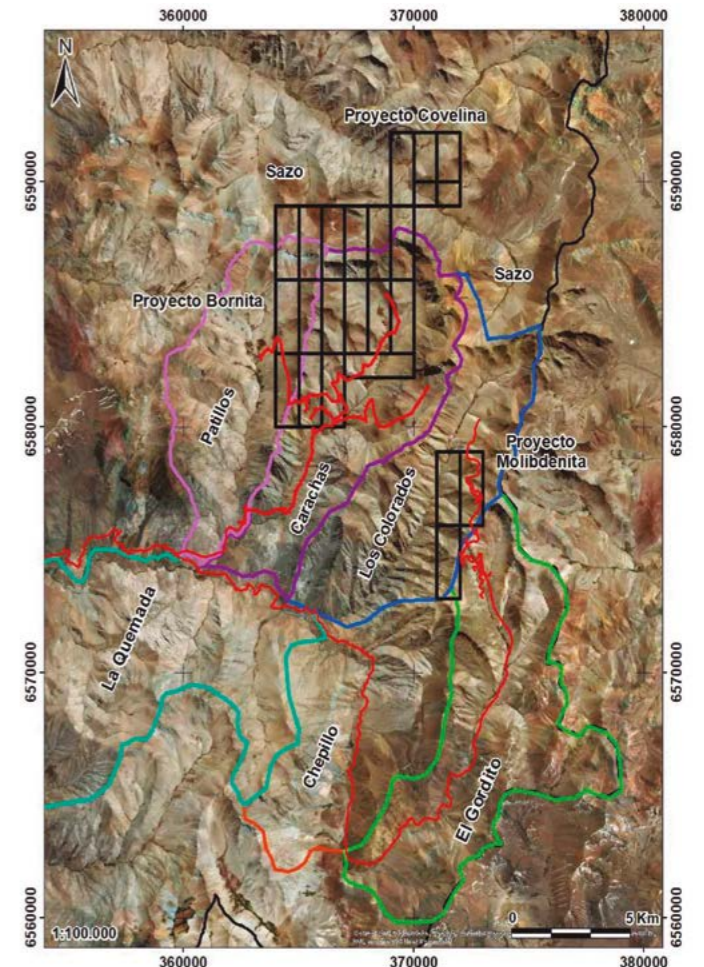 360000 370000 380000
N
Proyecto Covelina
Sazo
6590000 6590000
Sazo
Proyecto Bornita
Patillos
6580000 6580000
Proyecto
Molibdenita
Carachas
Los Colorados
La Quemada
6570000 6570000
Chepillo
El Gordito
6560000 6560000
0 5 Km
1:100.000
360000 370000 380000